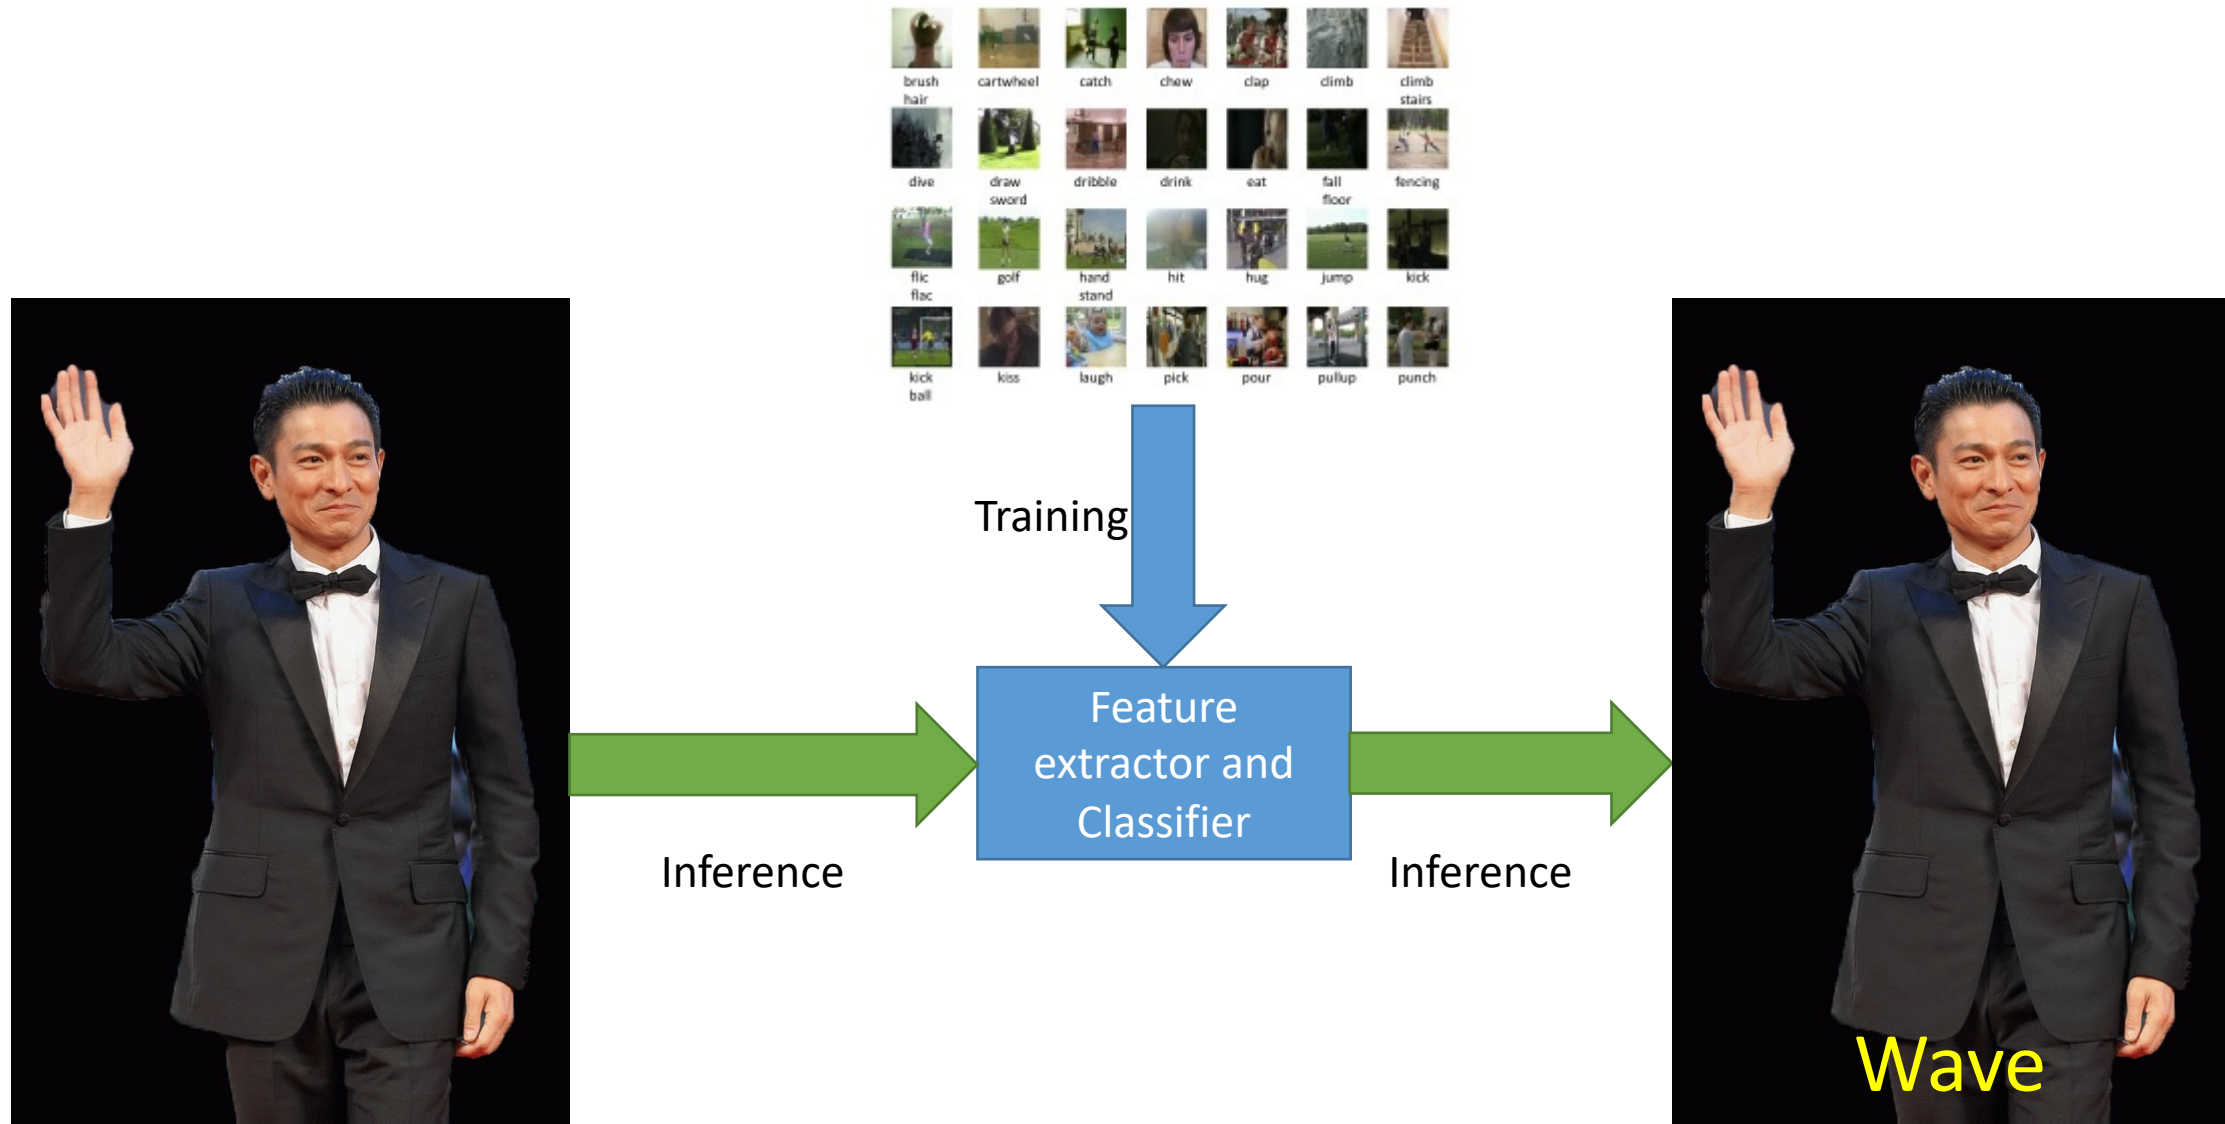 brush cartwheel catch chew clap climb climb
hair stairs
dive draw dribble drink eat fall fencing
sword floor
flic golf hand hit hug jump kick
flac stand
kick kiss laugh pick pour pullup punch
ball
Training
Feature
extractor and
Classifier
Inference
Inference
Wave